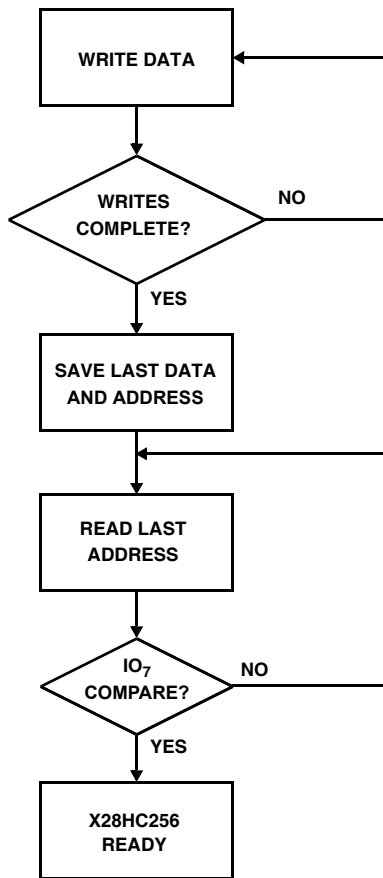 WRITE DATA
WRITES
COMPLETE?
NO
YES
SAVE LAST DATA
AND ADDRESS
READ LAST
ADDRESS
IO7
COMPARE?
NO
YES
X28HC256
READY